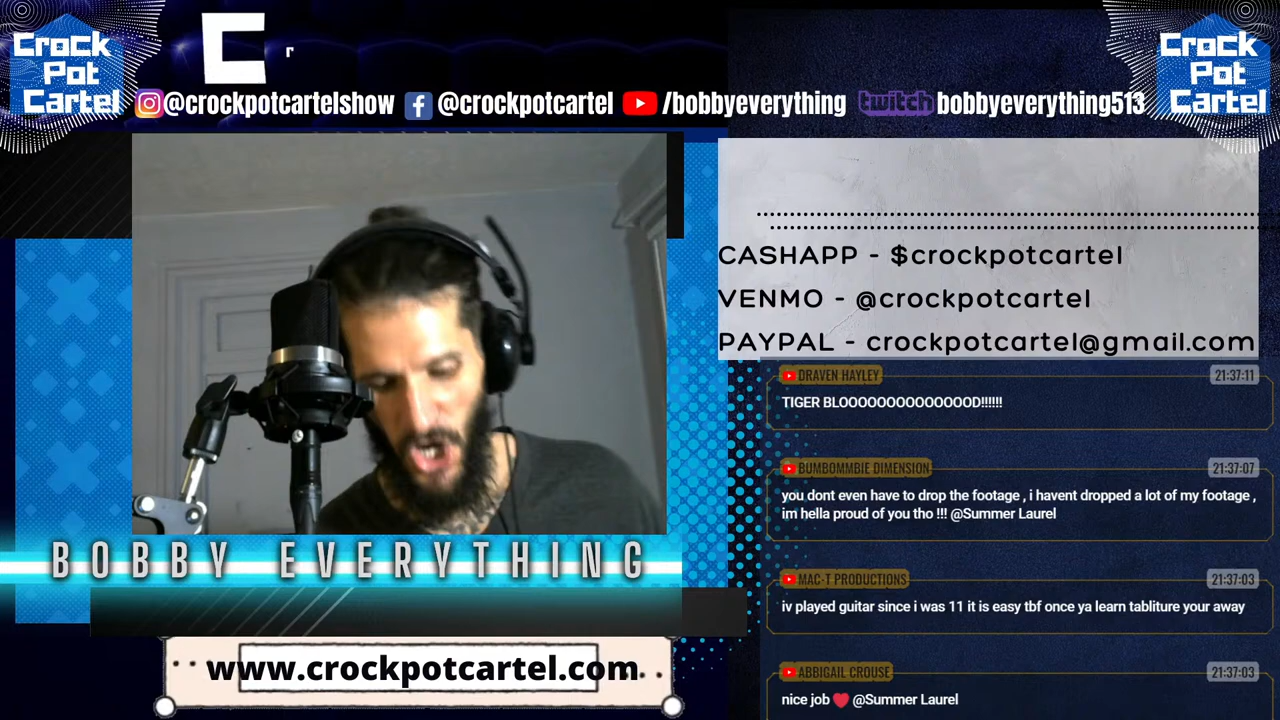 Crock
Pot
Cartel
C r
Crock
Pot
Cartel
@crockpotcartelshow @crockpotcartel /bobbyeverything twitch bobbyeverything513
CASHAPP - $crockpotcartel
VENMO - @crockpotcartel
PAYPAL - crockpotcartel@gmail.com
DRAVEN HAYLEY 21:37:11
TIGER BLOOOOOOOOOOOOOOD!!!!!!
BUMBOMMBIE DIMENSION 21:37:07
you dont even have to drop the footage , i havent dropped a lot of my footage ,
im hella proud of you tho !!! @Summer Laurel
MAC-T PRODUCTIONS 21:37:03
iv played guitar since i was 11 it is easy tbf once ya learn tabliture your away
ABBIGAIL CROUSE 21:37:03
nice job ❤️ @Summer Laurel
BOBBY EVERYTHING
www.crockpotcartel.com